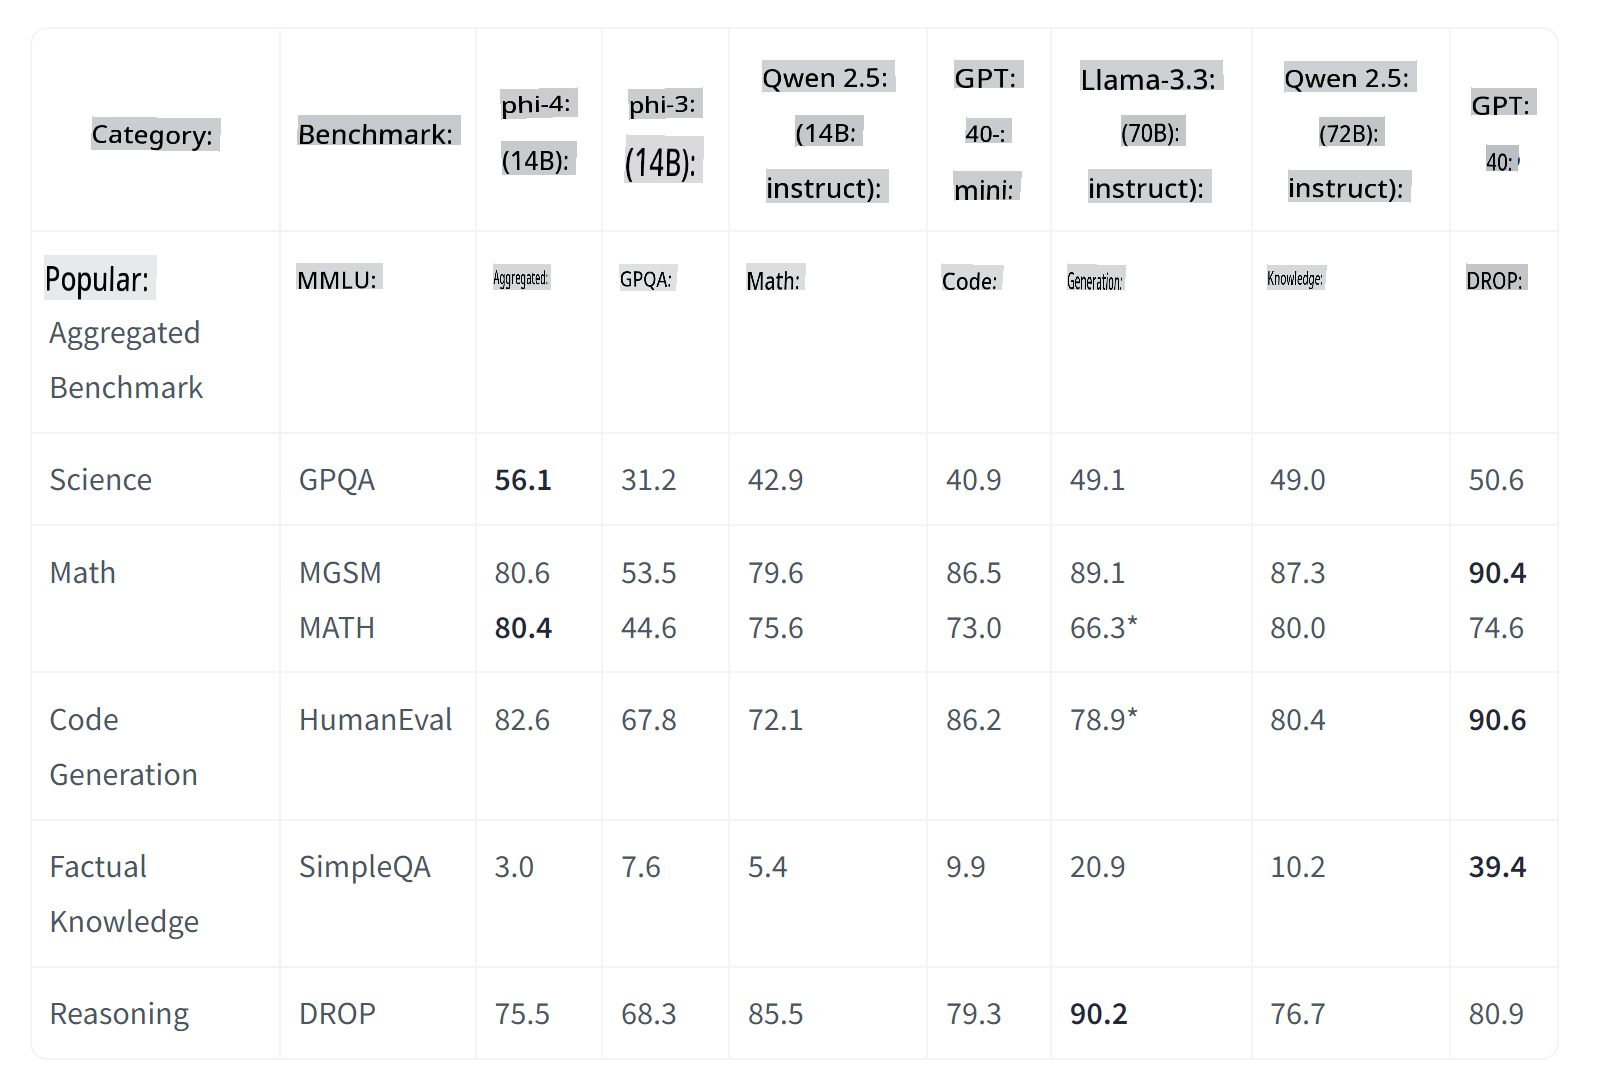 Category: Benchmark: phi-4: (14B): phi-3: (14B): Qwen 2.5: (14B: instruct): GPT: 40-: mini: Llama-3.3: (70B): instruct): Qwen 2.5: (72B): instruct): GPT: 40:
Popular: MMLU: Aggregated: GPQA: Math: Code: Generation: Knowledge: DROP:
Aggregated
Benchmark
Science GPQA 56.1 31.2 42.9 40.9 49.1 49.0 50.6
Math MGSM 80.6 53.5 79.6 86.5 89.1 87.3 90.4
MATH 80.4 44.6 75.6 73.0 66.3* 80.0 74.6
Code HumanEval 82.6 67.8 72.1 86.2 78.9* 80.4 90.6
Generation
Factual SimpleQA 3.0 7.6 5.4 9.9 20.9 10.2 39.4
Knowledge
Reasoning DROP 75.5 68.3 85.5 79.3 90.2 76.7 80.9